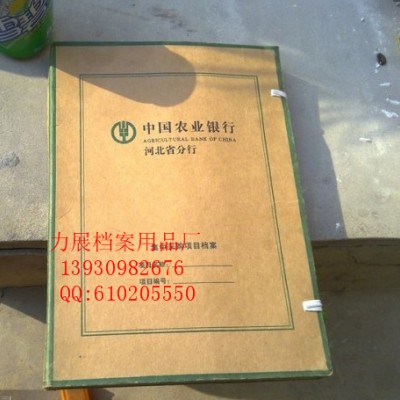 中国农业银行
AGRICULTURAL BANK OF CHINA
河北省分行
力展档案用品厂
项目档案
13930982676
项目编号:
QQ:610205550